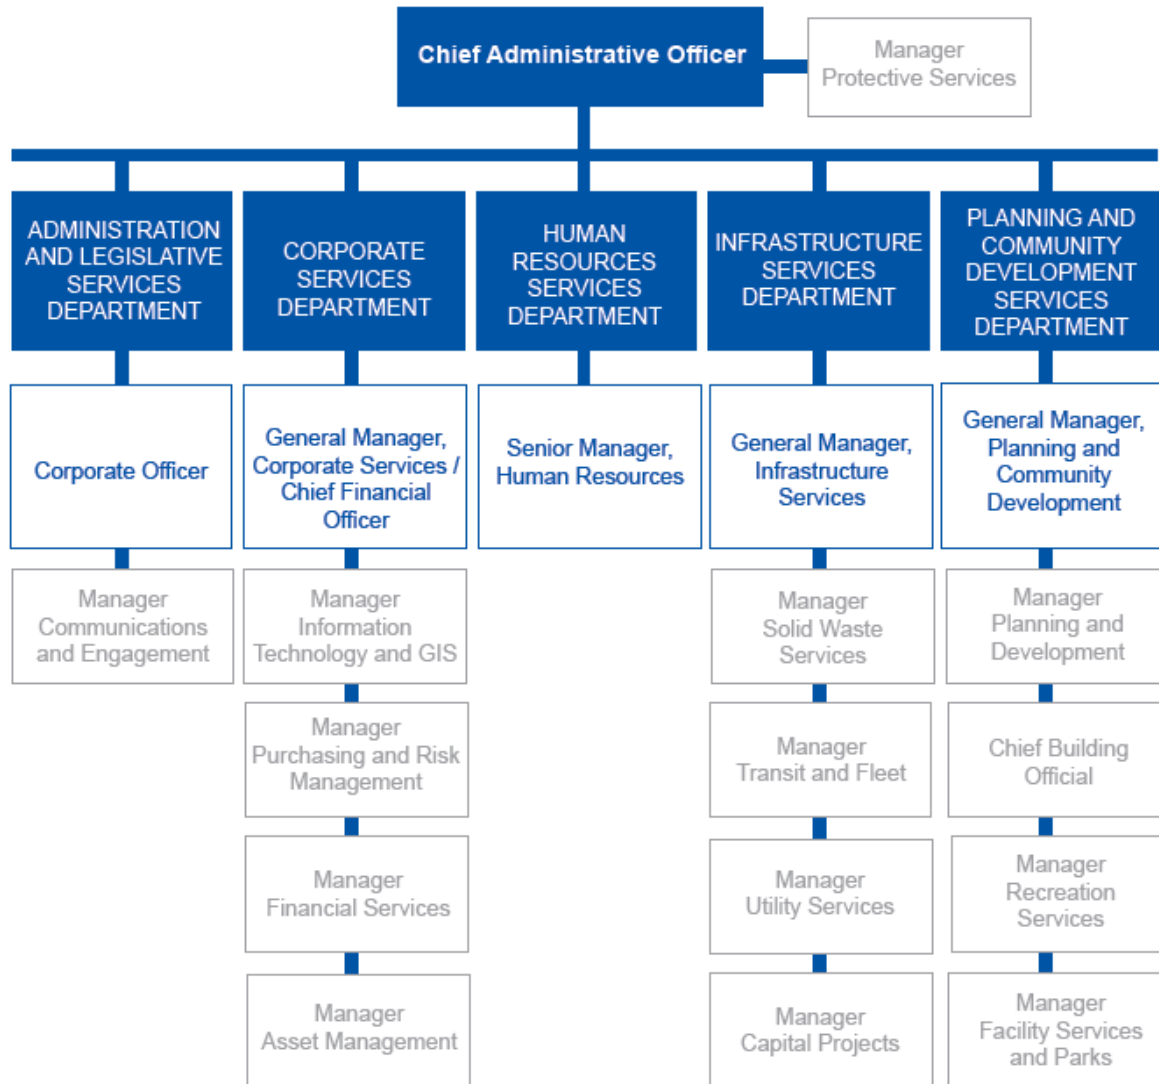 Chief Administrative Officer
Manager
Protective Services
ADMINISTRATION
AND LEGISLATIVE
SERVICES
DEPARTMENT
CORPORATE
SERVICES
DEPARTMENT
HUMAN
RESOURCES
SERVICES
DEPARTMENT
INFRASTRUCTURE
SERVICES
DEPARTMENT
PLANNING AND
COMMUNITY
DEVELOPMENT
SERVICES
DEPARTMENT
Corporate Officer
General Manager,
Corporate Services /
Chief Financial
Officer
Senior Manager,
Human Resources
General Manager,
Infrastructure
Services
General Manager,
Planning and
Community
Development
Manager
Communications
and Engagement
Manager
Information
Technology and GIS
Manager
Solid Waste
Services
Manager
Planning and
Development
Manager
Purchasing and Risk
Management
Manager
Transit and Fleet
Chief Building
Official
Manager
Financial Services
Manager
Utility Services
Manager
Recreation
Services
Manager
Asset Management
Manager
Capital Projects
Manager
Facility Services
and Parks